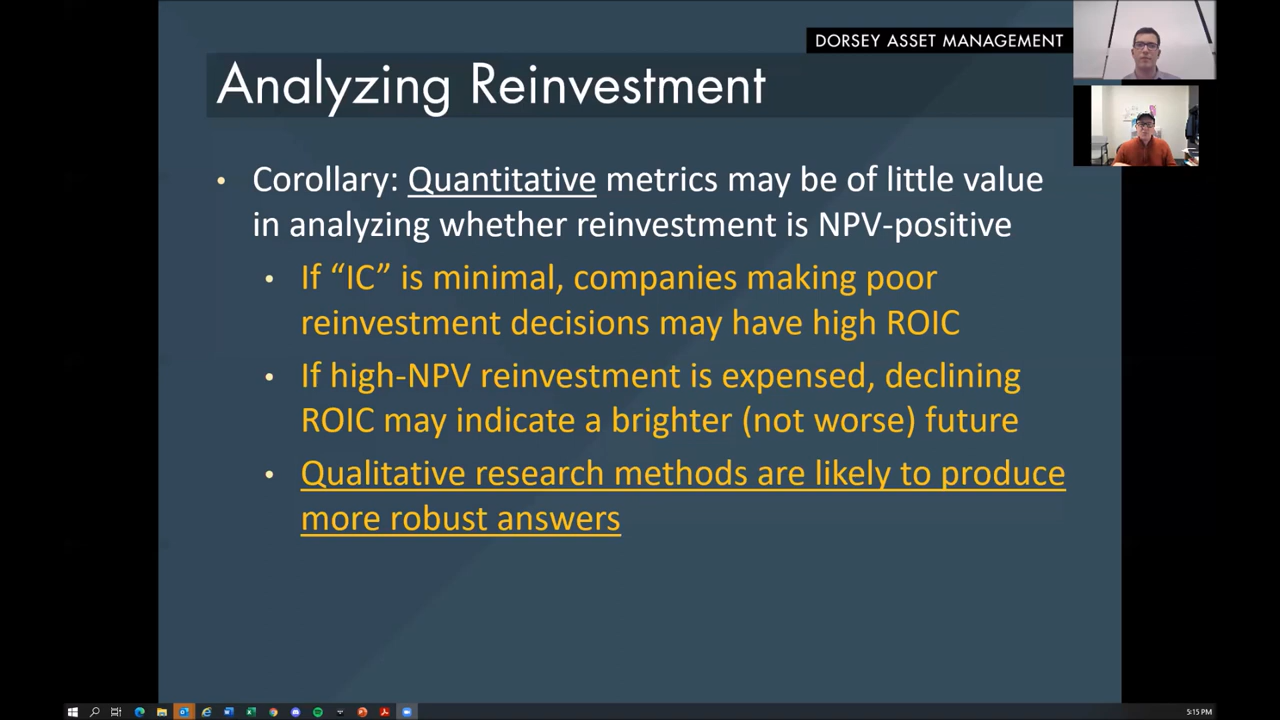 DORSEY ASSET MANAGEMENT
Analyzing Reinvestment
• Corollary: Quantitative metrics may be of little value
in analyzing whether reinvestment is NPV-positive
• If “IC” is minimal, companies making poor
reinvestment decisions may have high ROIC
• If high-NPV reinvestment is expensed, declining
ROIC may indicate a brighter (not worse) future
• Qualitative research methods are likely to produce
more robust answers
5:15 PM